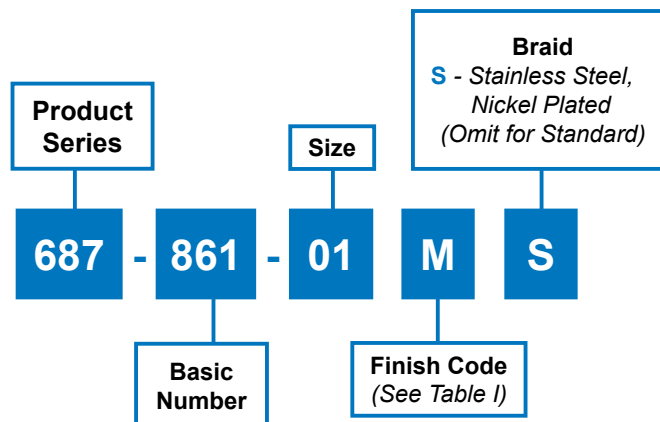 Braid
S - Stainless Steel,
Nickel Plated
(Omit for Standard)
Product
Series
Size
687 - 861 - 01 M S
Basic
Number
Finish Code
(See Table I)